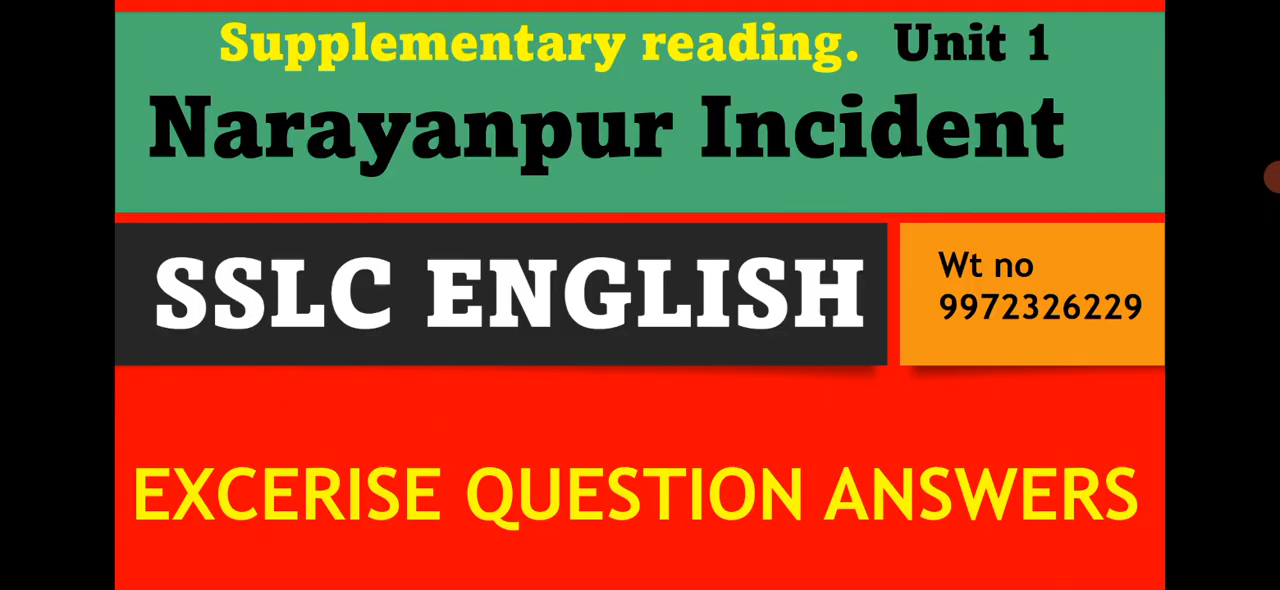 Supplementary reading. Unit 1
Narayanpur Incident
SSLC ENGLISH
Wt no
9972326229
EXCERISE QUESTION ANSWERS